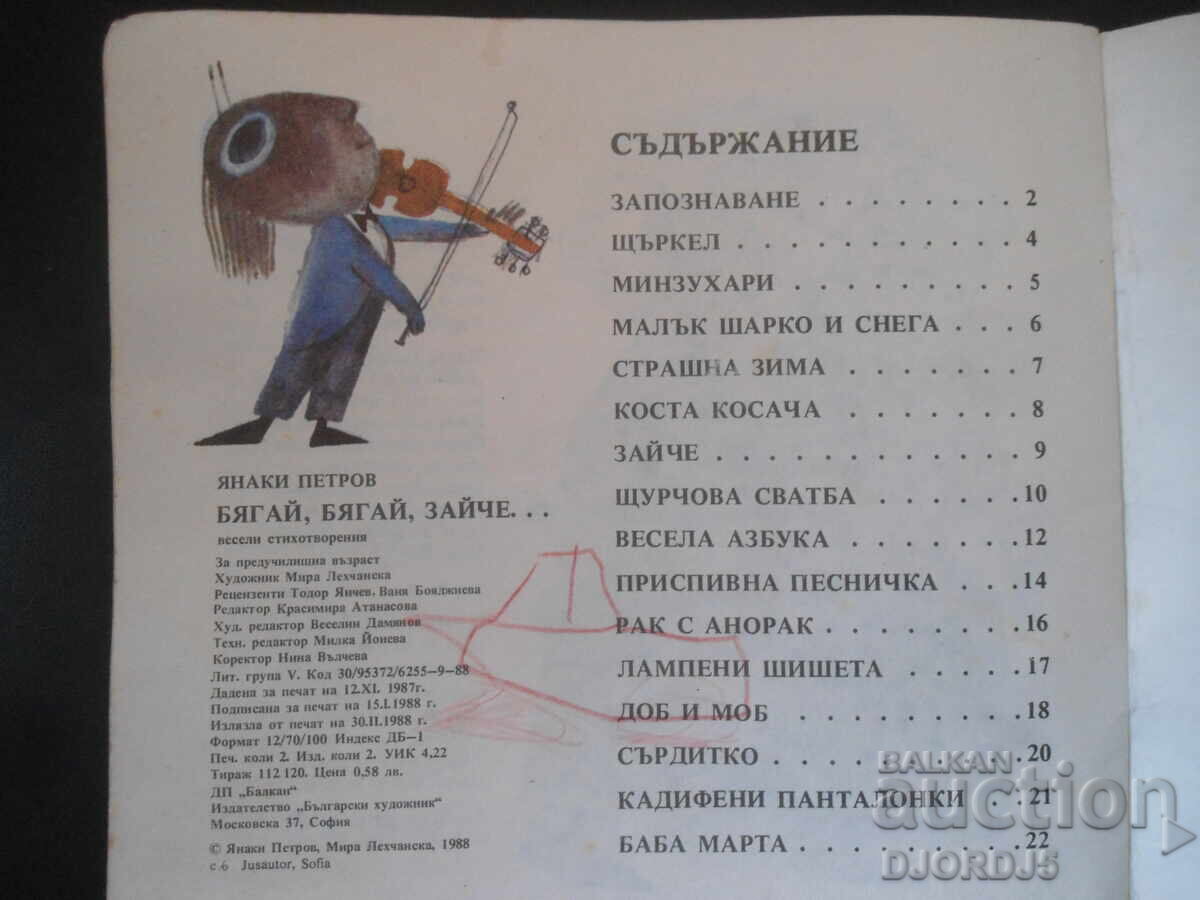 СЪДЪРЖАНИЕ
ЗАПОЗНАВАНЕ . . . . . . . . 2
ЩЪРКЕЛ . . . . . . . . . . 4
МИНЗУХАРИ . . . . . . . . . 5
МАЛЪК ШАРКО И СНЕГА . . . 6
СТРАШНА ЗИМА . . . . . . . 7
КОСТА КОСАЧА . . . . . . . 8
ЗАЙЧЕ . . . . . . . . . . . . 9
ЩУРЧОВА СВАТБА . . . . . . 10
ВЕСЕЛА АЗБУКА . . . . . . . 12
ПРИСПИВНА ПЕСНИЧКА . . . 14
РАК С АНОРАК . . . . . . . . 16
ЛАМПЕНИ ШИШЕТА . . . . . 17
ДОБ И МОБ . . . . . . . . . 18
СЪРДИТКО . . . . . . . . . . 20
КАДИФЕНИ ПАНТАЛОНКИ . . 21
БАБА МАРТА . . . . . . . . . 22
ЯНАКИ ПЕТРОВ
БЯГАЙ, БЯГАЙ, ЗАЙЧЕ. . .
весели стихотворения
За предучилищна възраст
Художник Мира Лехчанска
Рецензенти Тодор Янчев, Ваня Бояджиева
Редактор Красимира Атанасова
Худ. редактор Веселин Дамянов
Техн. редактор Милка Йонева
Коректор Нина Вълчева
Лит. група V. Код 30/95372/6255—9—88
Дадена за печат на 12.XI. 1987г.
Подписана за печат на 15.I.1988 г.
Излязла от печат на 30.II.1988 г.
Формат 12/70/100 Индекс ДБ—1
Печ. коли 2. Изд. коли 2. УИК 4,22
Тираж 112 120. Цена 0,58 лв.
ДП „Балкан“
Издателство „Български художник“
Московска 37, София
© Янаки Петров, Мира Лехчанска, 1988
c/o Jusautor, Sofia
BALKAN
auction
DJORDJ5